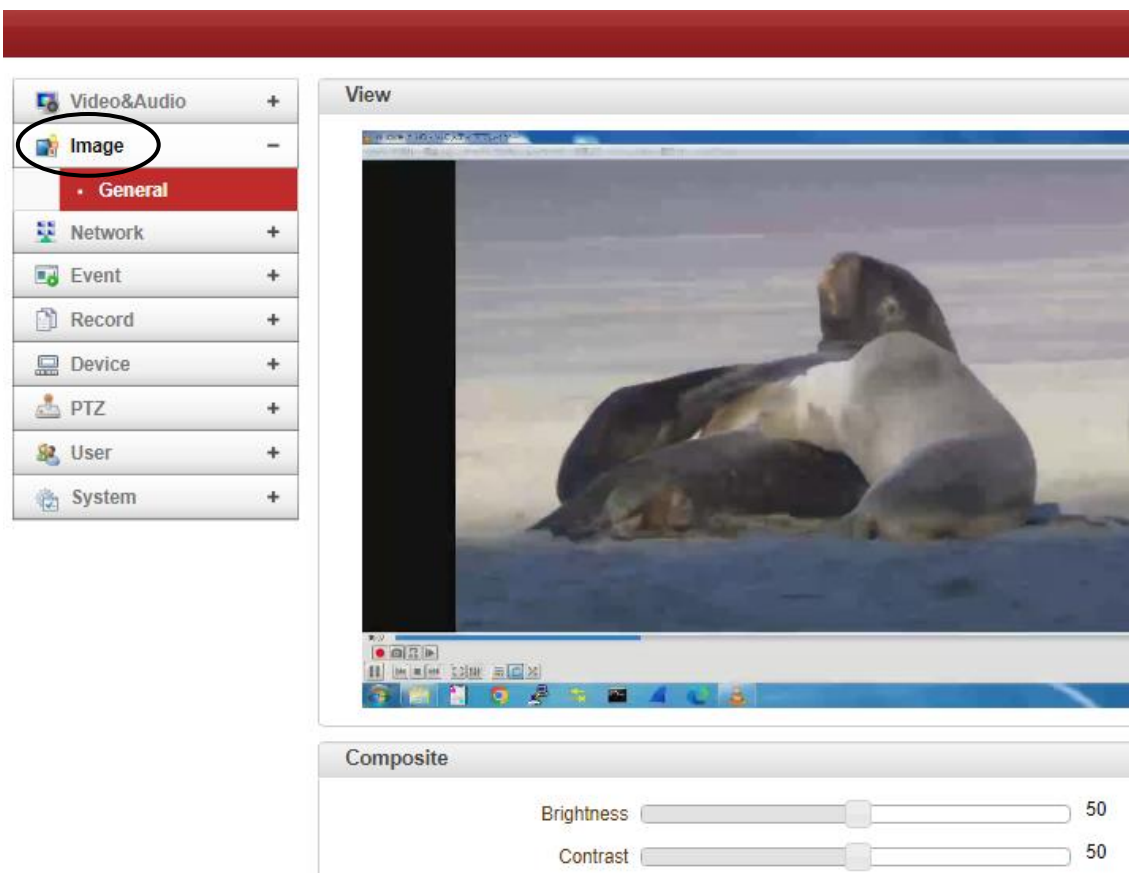 Video&Audio +
Image -
· General
Network +
Event +
Record +
Device +
PTZ +
User +
System +
View
Composite
Brightness 50
Contrast 50